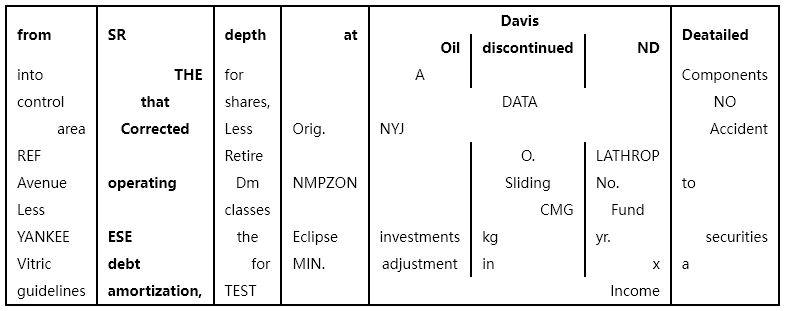 Davis
from SR depth at Oil discontinued ND Deatailed
into THE for A Components
control that shares, DATA NO
area Corrected Less Orig. NYJ Accident
REF Retire O. LATHROP
Avenue operating Dm NMPZON Sliding No. to
Less classes CMG Fund
YANKEE ESE the Eclipse investments kg yr. securities
Vitric debt for MIN. adjustment in x a
guidelines amortization, TEST Income